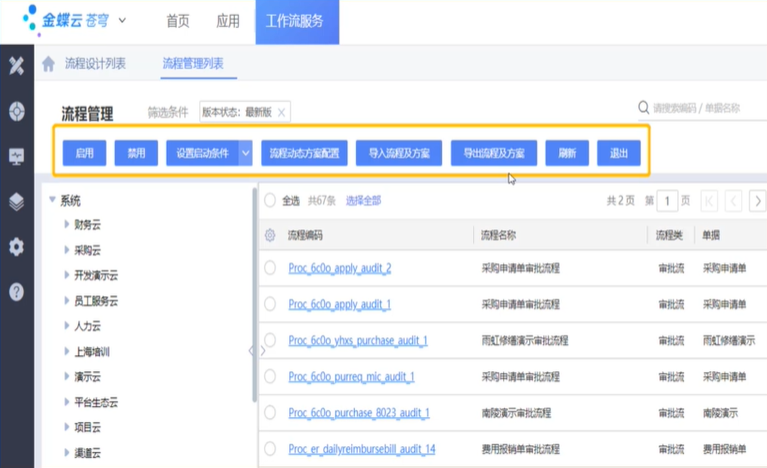 金蝶云 苍穹 首页 应用 工作流服务
流程设计列表 流程管理列表
流程管理 筛选条件 版本状态：最新版 请搜索编码 / 单据名称
启用 禁用 设置启动条件 流程动态方案配置 导入流程及方案 导出流程及方案 刷新 退出
系统
财务云
采购云
开发演示云
员工服务云
人力云
上海培训
演示云
平台生态云
项目云
渠道云
全选 共67条 选择全部 共2页 第 1 页
流程编码 流程名称 流程类 单据
Proc_6c0o_apply_audit_2 采购申请单审批流程 审批流 采购申请单
Proc_6c0o_apply_audit_1 采购申请单审批流程 审批流 采购申请单
Proc_6c0o_yhxs_purchase_audit_1 雨虹修缮演示审批流程 审批流 雨虹修缮演示
Proc_6c0o_purreq_mic_audit_1 采购申请单审批流程 审批流 采购申请单
Proc_6c0o_purchase_8023_audit_1 南陵演示审批流程 审批流 南陵演示
Proc_er_dailyreimbursebill_audit_14 费用报销单审批流程 审批流 费用报销单